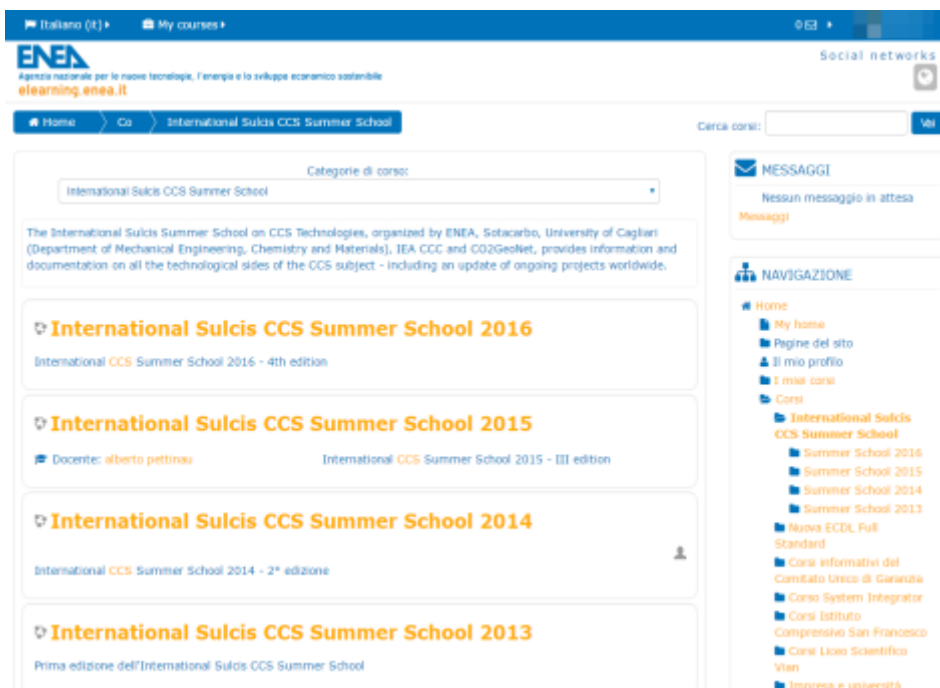 Italiano (it)
My courses
0
ENEA
Agenzia nazionale per le nuove tecnologie, l'energia e lo sviluppo economico sostenibile
elearning.enea.it
Social networks
Home
Co
International Sulcis CCS Summer School
Cerca corsi:
Vai
Categorie di corso:
International Sulcis CCS Summer School
The International Sulcis Summer School on CCS Technologies, organized by ENEA, Sotacarbo, University of Cagliari
(Department of Mechanical Engineering, Chemistry and Materials), IEA CCC and CO2GeoNet, provides information and
documentation on all the technological sides of the CCS subject - including an update of ongoing projects worldwide.
International Sulcis CCS Summer School 2016
International CCS Summer School 2016 - 4th edition
International Sulcis CCS Summer School 2015
Docente: alberto pettinau
International CCS Summer School 2015 - III edition
International Sulcis CCS Summer School 2014
International CCS Summer School 2014 - 2° edizione
International Sulcis CCS Summer School 2013
Prima edizione dell'International Sulcis CCS Summer School
MESSAGGI
Nessun messaggio in attesa
Messaggi
NAVIGAZIONE
Home
My home
Pagine del sito
Il mio profilo
I miei corsi
Corsi
International Sulcis
CCS Summer School
Summer School 2016
Summer School 2015
Summer School 2014
Summer School 2013
Nuova ECDL Full
Standard
Corsi informativi del
Comitato Unico di Garanzia
Corso System Integrator
Corsi Istituto
Comprensivo San Francesco
Corsi Liceo Scientifico
Impresa e università